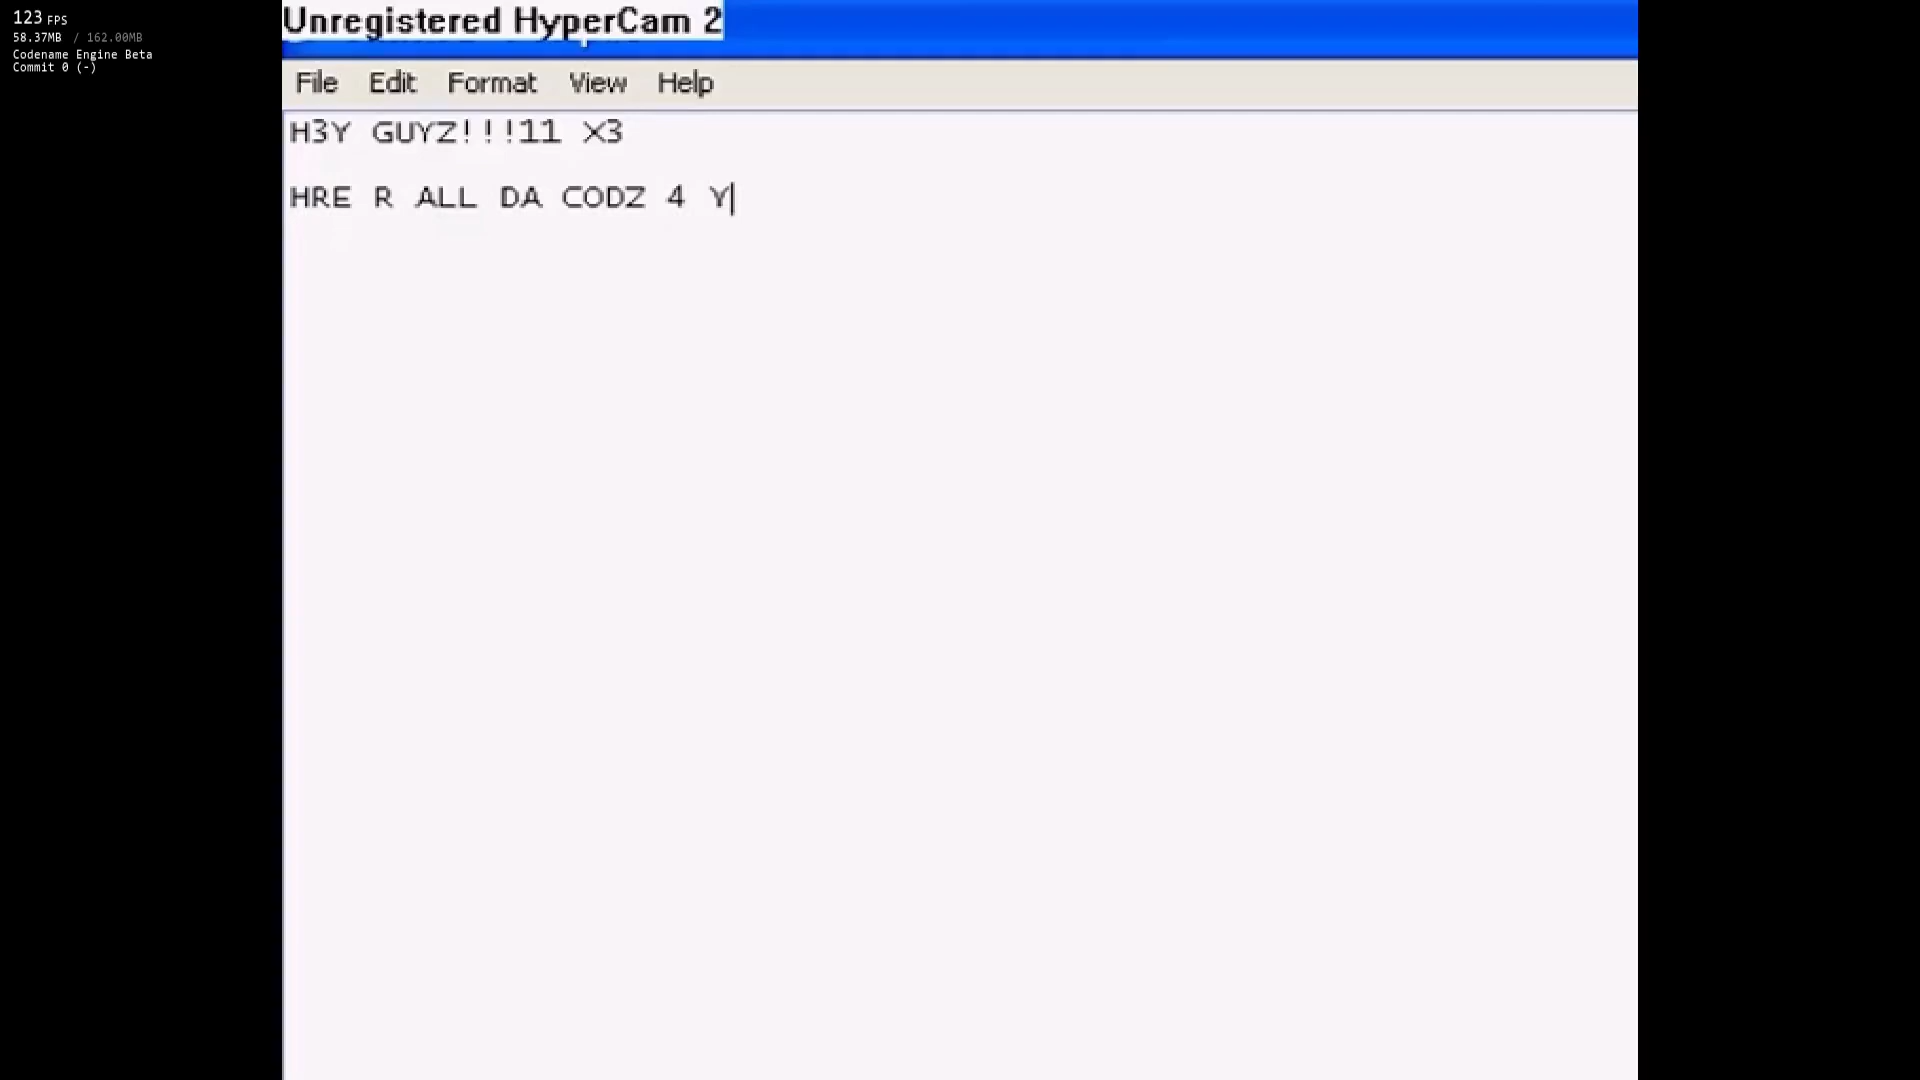 123 FPS
58.37MB / 162.00MB
Codename Engine Beta
Commit 0 (-)
Unregistered HyperCam 2
File Edit Format View Help
H3Y GUYZ!!!11 X3
HRE R ALL DA CODZ 4 Y